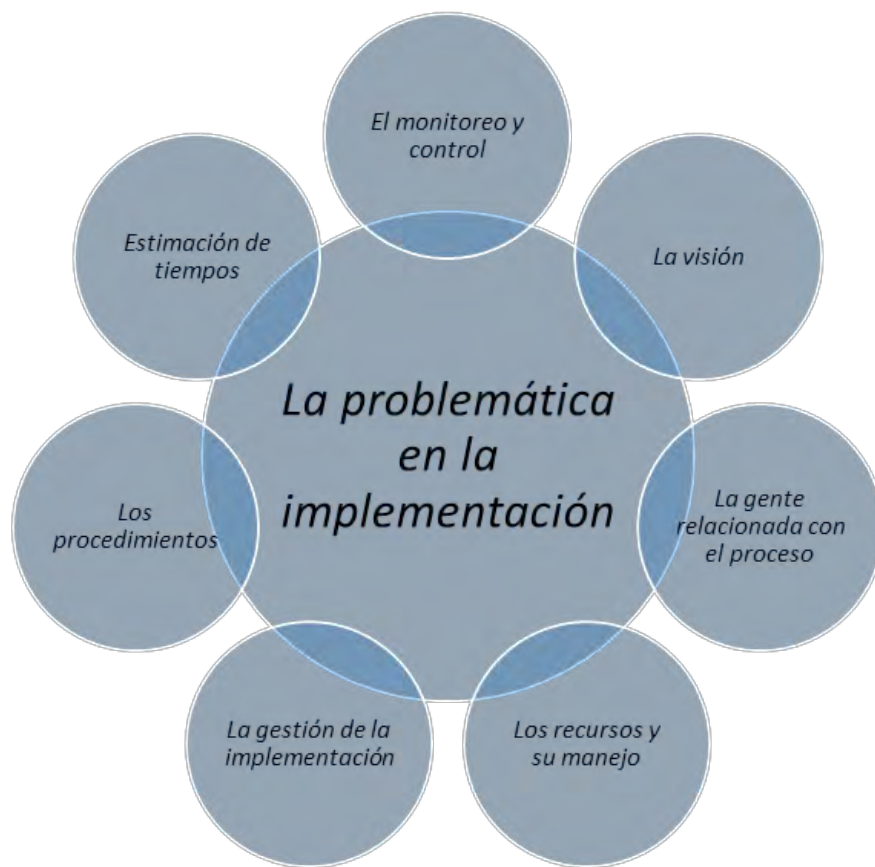 El monitoreo y
control
La visión
La gente
relacionada con
el proceso
Los recursos y
su manejo
La gestión de la
implementación
Los
procedimientos
Estimación de
tiempos
La problemática
en la
implementación